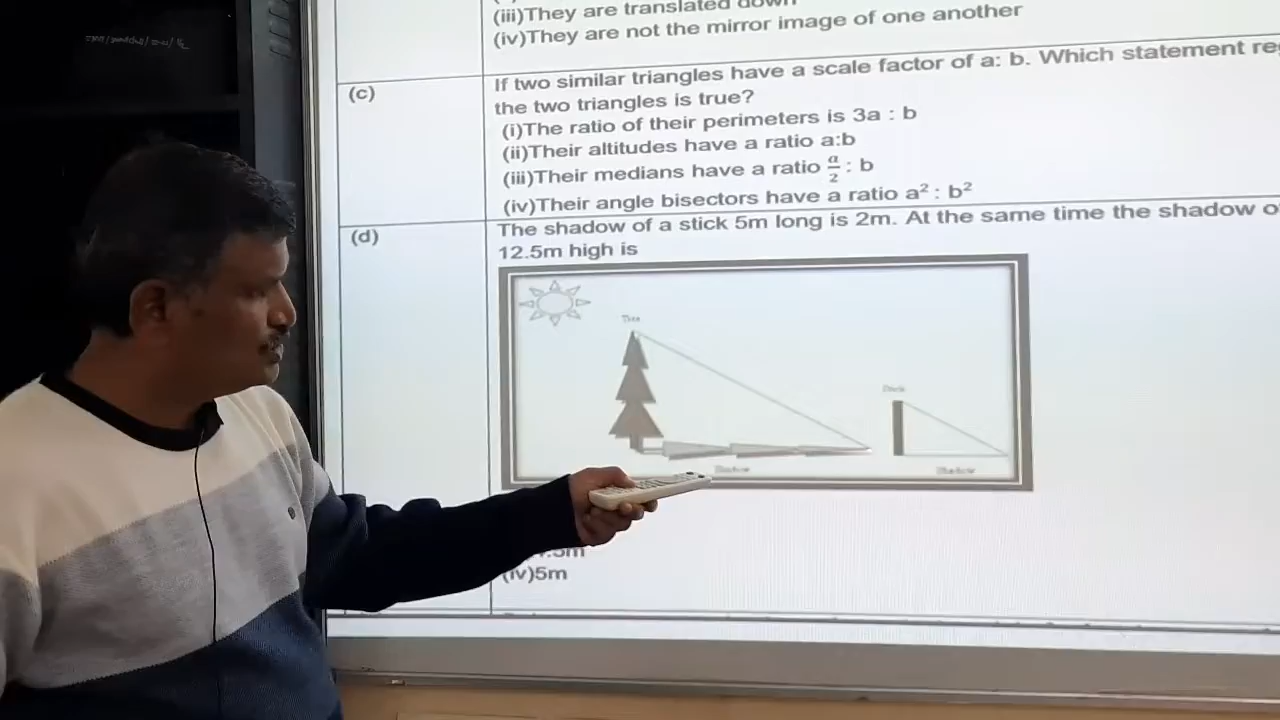 (iii)They are translated down
(iv)They are not the mirror image of one another
(c)
If two similar triangles have a scale factor of a: b. Which statement re
the two triangles is true?
(i)The ratio of their perimeters is 3a : b
(ii)Their altitudes have a ratio a:b
(iii)Their medians have a ratio a/2 : b
(iv)Their angle bisectors have a ratio a² : b²
(d)
The shadow of a stick 5m long is 2m. At the same time the shadow o
12.5m high is
Tree
Stick
Shadow
Shadow
(iv)5m